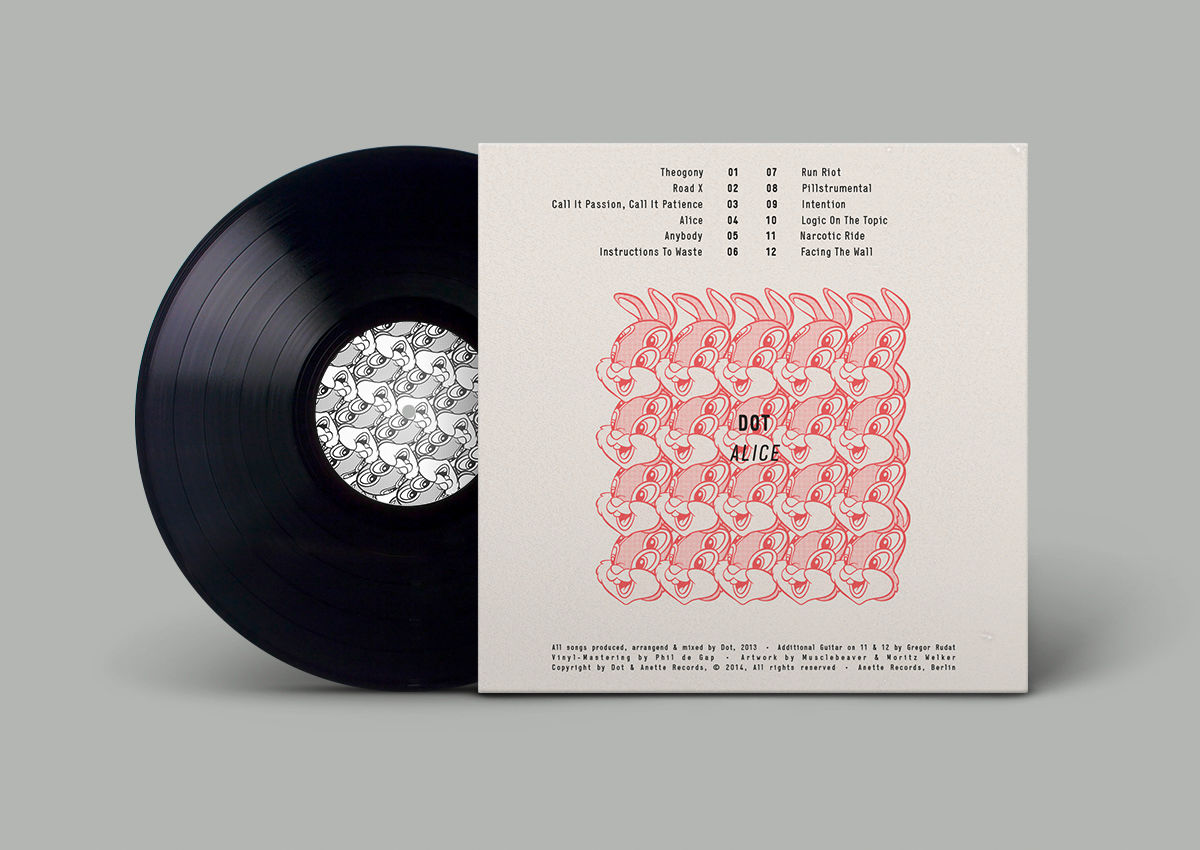 Theogony 01 07 Run Riot
Road X 02 08 Pillstrumental
Call It Passion, Call It Patience 03 09 Intention
Alice 04 10 Logic On The Topic
Anybody 05 11 Narcotic Ride
Instructions To Waste 06 12 Facing The Wall
DOT
ALICE
All songs produced, arrangend & mixed by Dot, 2013 · Additional Guitar on 11 & 12 by Gregor Rudat
Vinyl-Mastering by Phil de Gap · Artwork by Musclebeaver & Moritz Welker
Copyright by Dot & Anette Records, © 2014, All rights reserved · Anette Records, Berlin